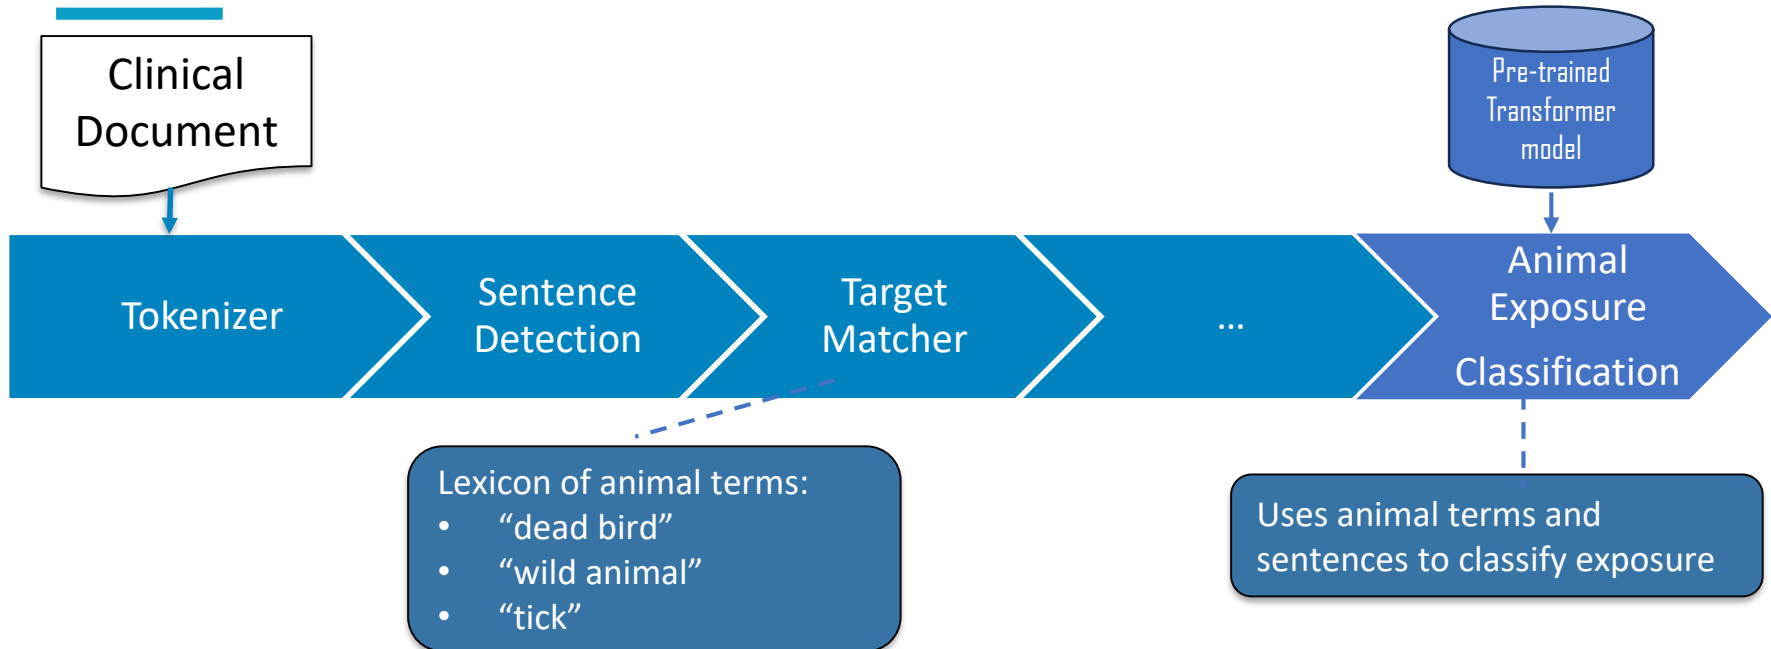 Clinical
Document
Pre-trained
Transformer
model
Tokenizer
Sentence
Detection
Target
Matcher
...
Animal
Exposure
Classification
Lexicon of animal terms:
• “dead bird”
• “wild animal”
• “tick”
Uses animal terms and
sentences to classify exposure